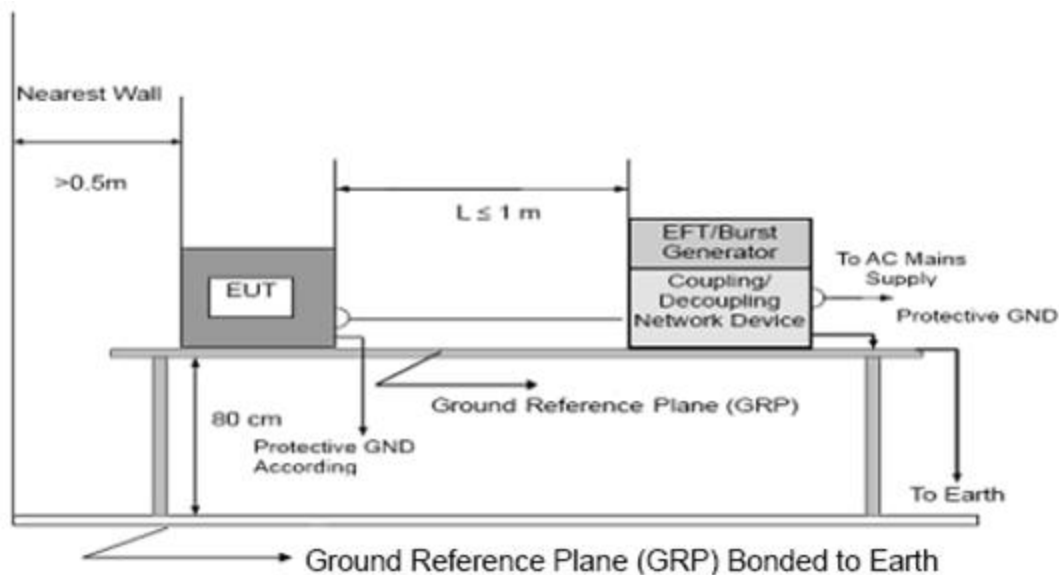 Nearest Wall
>0.5m
L ≤ 1 m
EFT/Burst
Generator
EUT
Coupling/
Decoupling
Network Device
To AC Mains
Supply
Protective GND
Ground Reference Plane (GRP)
80 cm
Protective GND
According
To Earth
Ground Reference Plane (GRP) Bonded to Earth